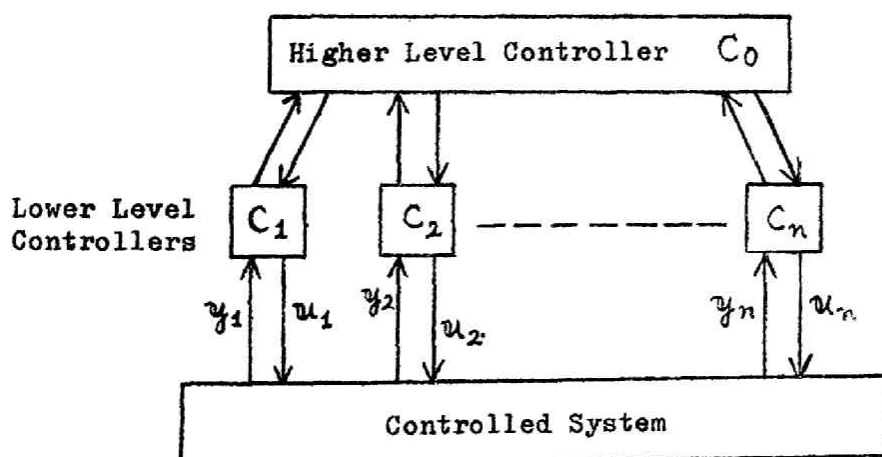 Higher Level Controller C0
Lower Level
Controllers
C1
C2
Cn
y1
u1
y2
u2
yn
un
Controlled System